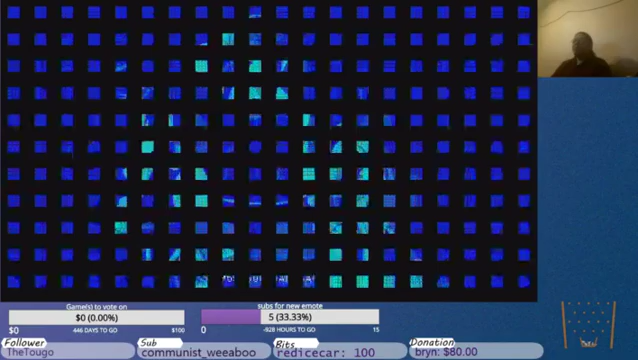 Game(s) to vote on
$0 (0.00%)
$0
446 DAYS TO GO
$100
subs for new emote
5 (33.33%)
0
-928 HOURS TO GO
15
Follower
TheTougo
Sub
communist_weeaboo
Bits
redicecar: 100
Donation
bryn: $80.00